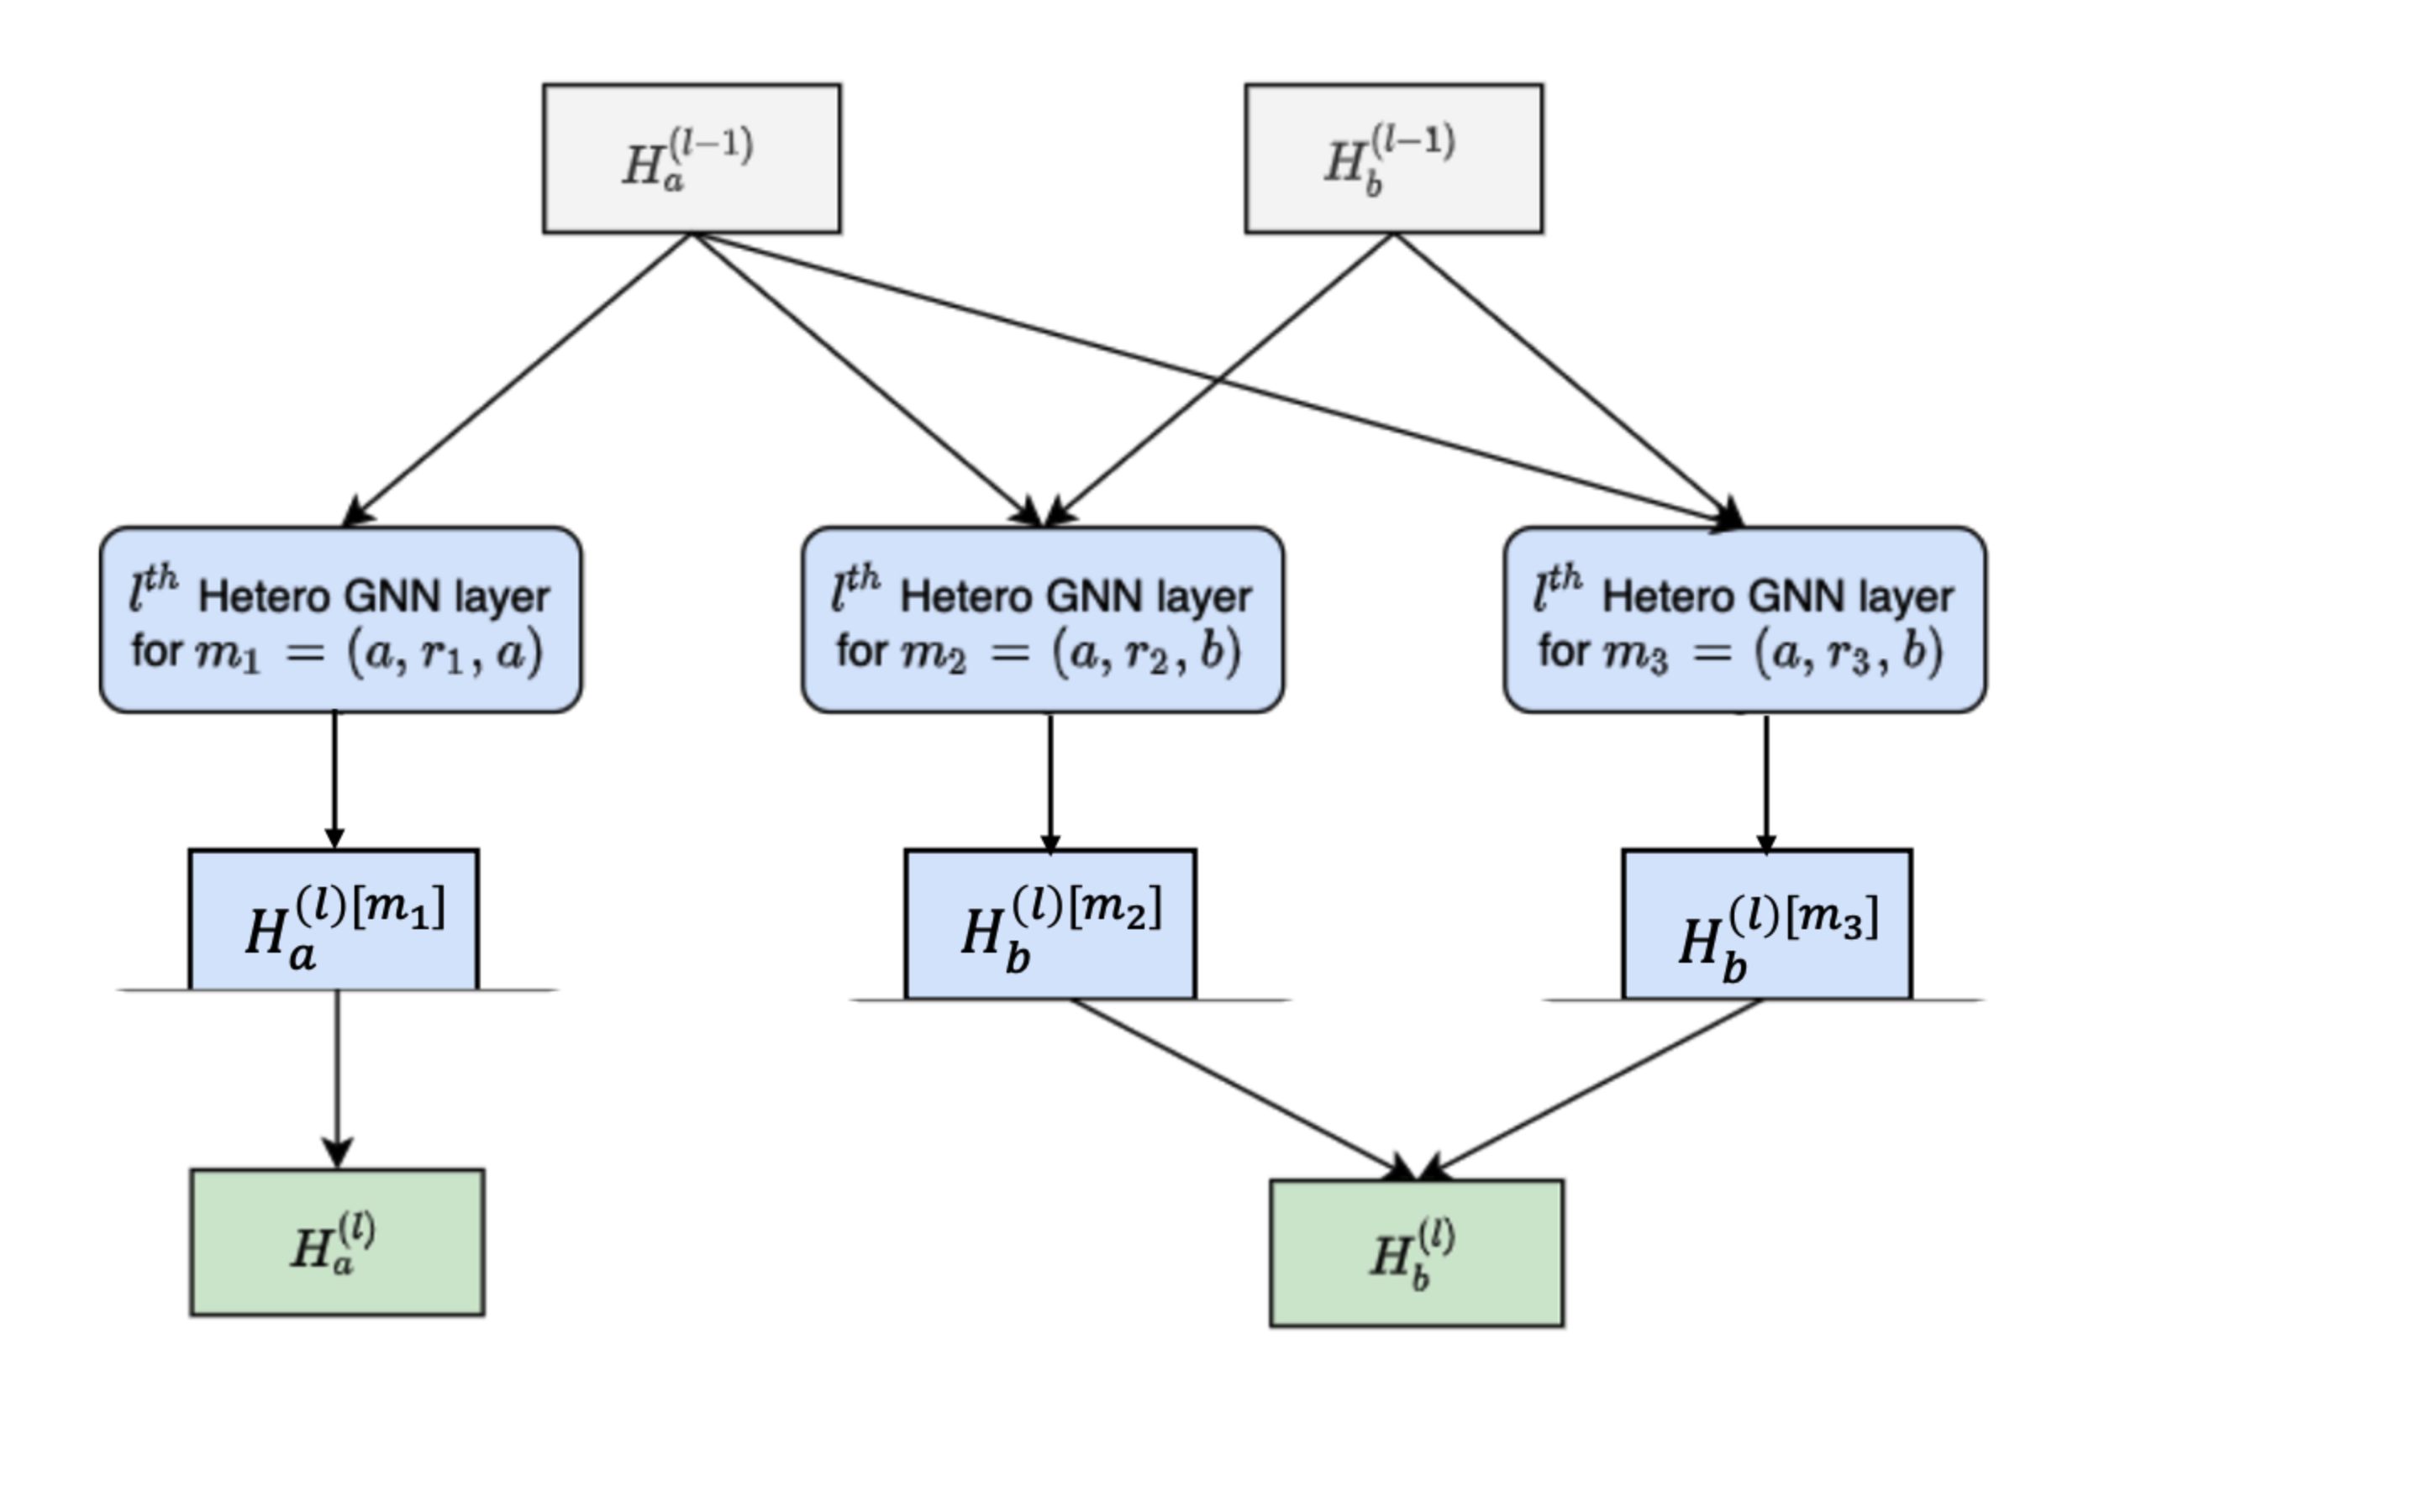 $H_a^{(l-1)}$
$H_b^{(l-1)}$
$l^{th}$ Hetero GNN layer
for $m_1 = (a, r_1, a)$
$l^{th}$ Hetero GNN layer
for $m_2 = (a, r_2, b)$
$l^{th}$ Hetero GNN layer
for $m_3 = (a, r_3, b)$
$H_a^{(l)[m_1]}$
$H_b^{(l)[m_2]}$
$H_b^{(l)[m_3]}$
$H_a^{(l)}$
$H_b^{(l)}$